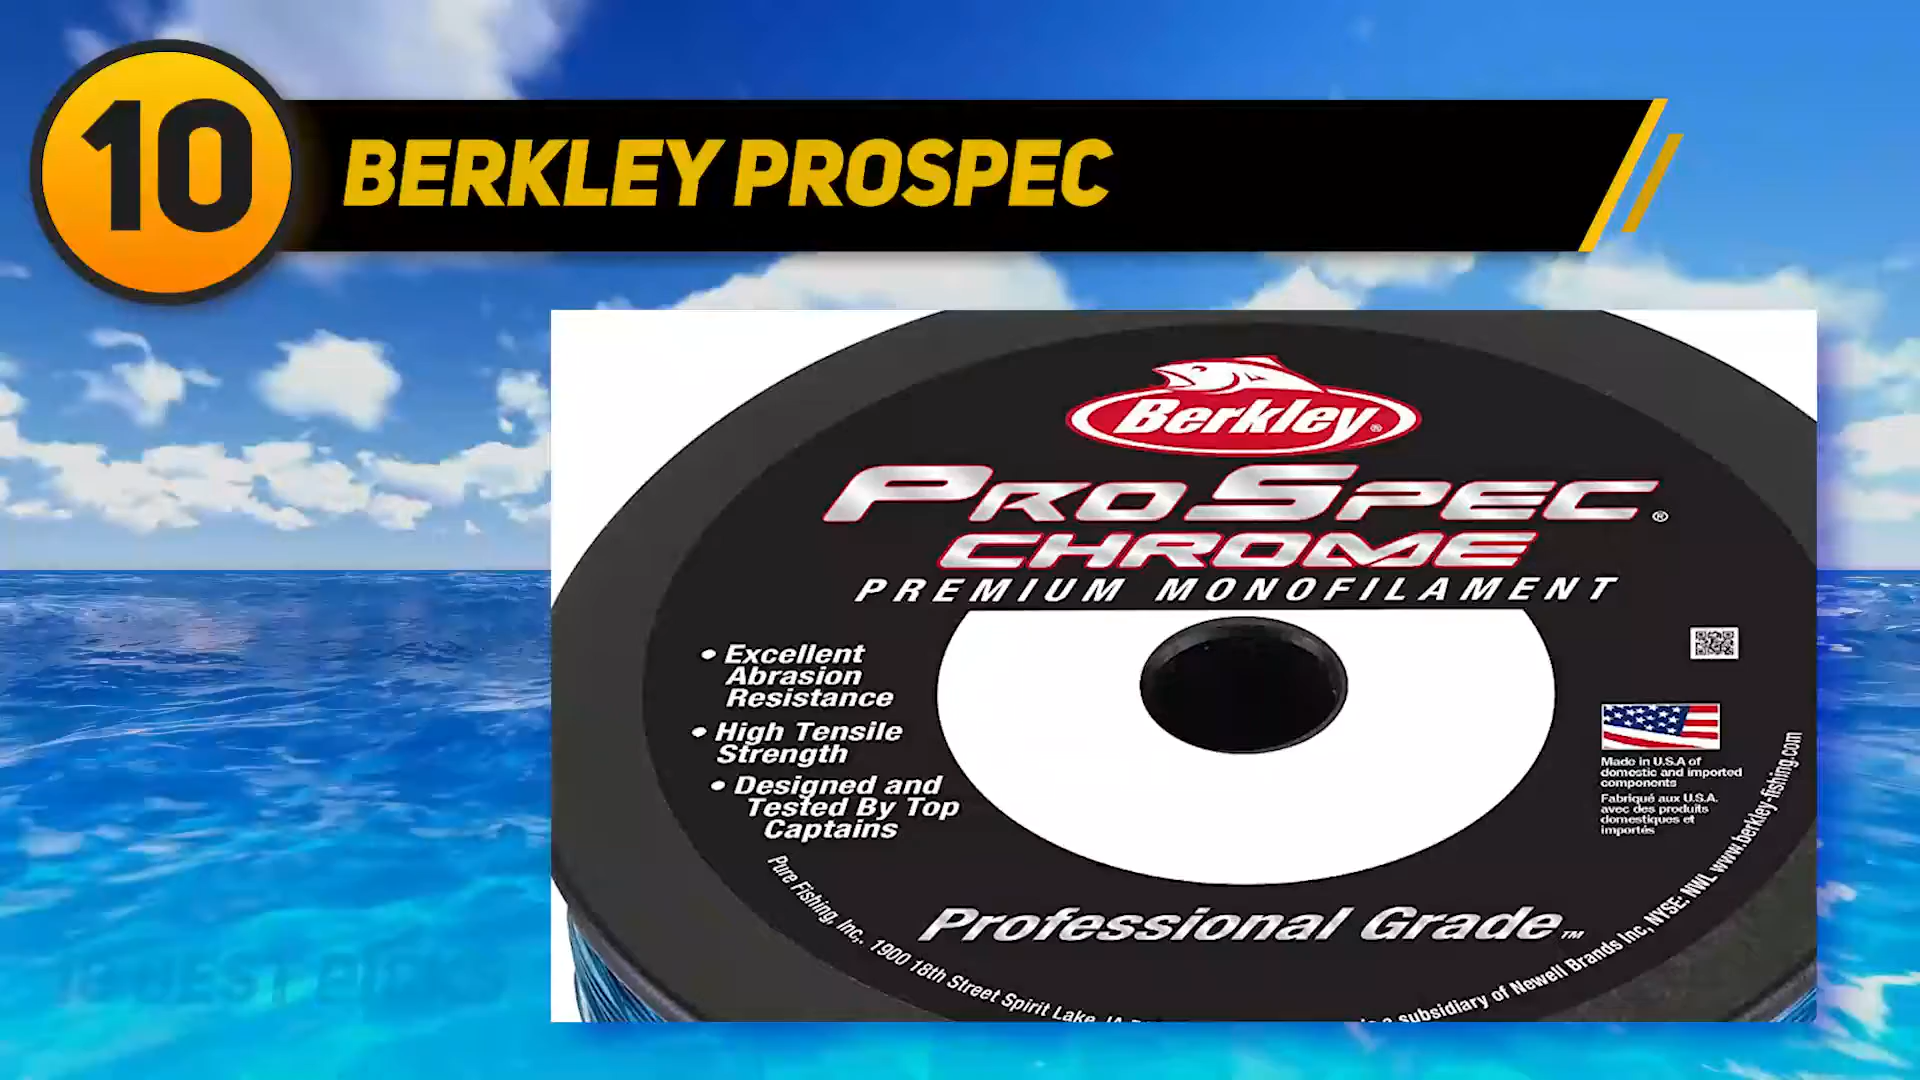 10
BERKLEY PROSPEC
Berkley®
PROSPEC®
CHROME
PREMIUM MONOFILAMENT
• Excellent
Abrasion
Resistance
• High Tensile
Strength
• Designed and
Tested By Top
Captains
Made in U.S.A of
domestic and imported
components
Fabriqué aux U.S.A.
avec des produits
domestiques et
importés
Professional Grade™
Pure Fishing, Inc,. 1900 18th Street Spirit Lake, IA
subsidiary of Newell Brands Inc, NYSE: NWL www.berkley-fishing.com